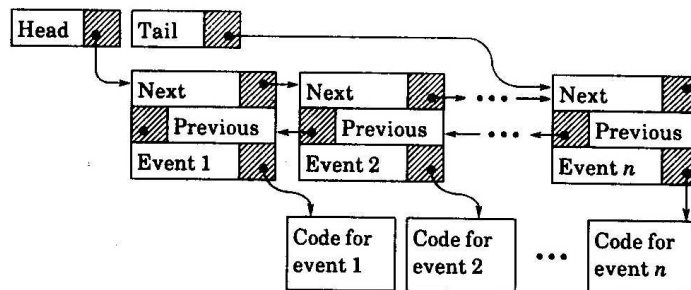 Head Tail
Next Next ••• Next
Previous Previous ••• Previous
Event 1 Event 2 Event n
Code for Code for Code for
event 1 event 2 ••• event n